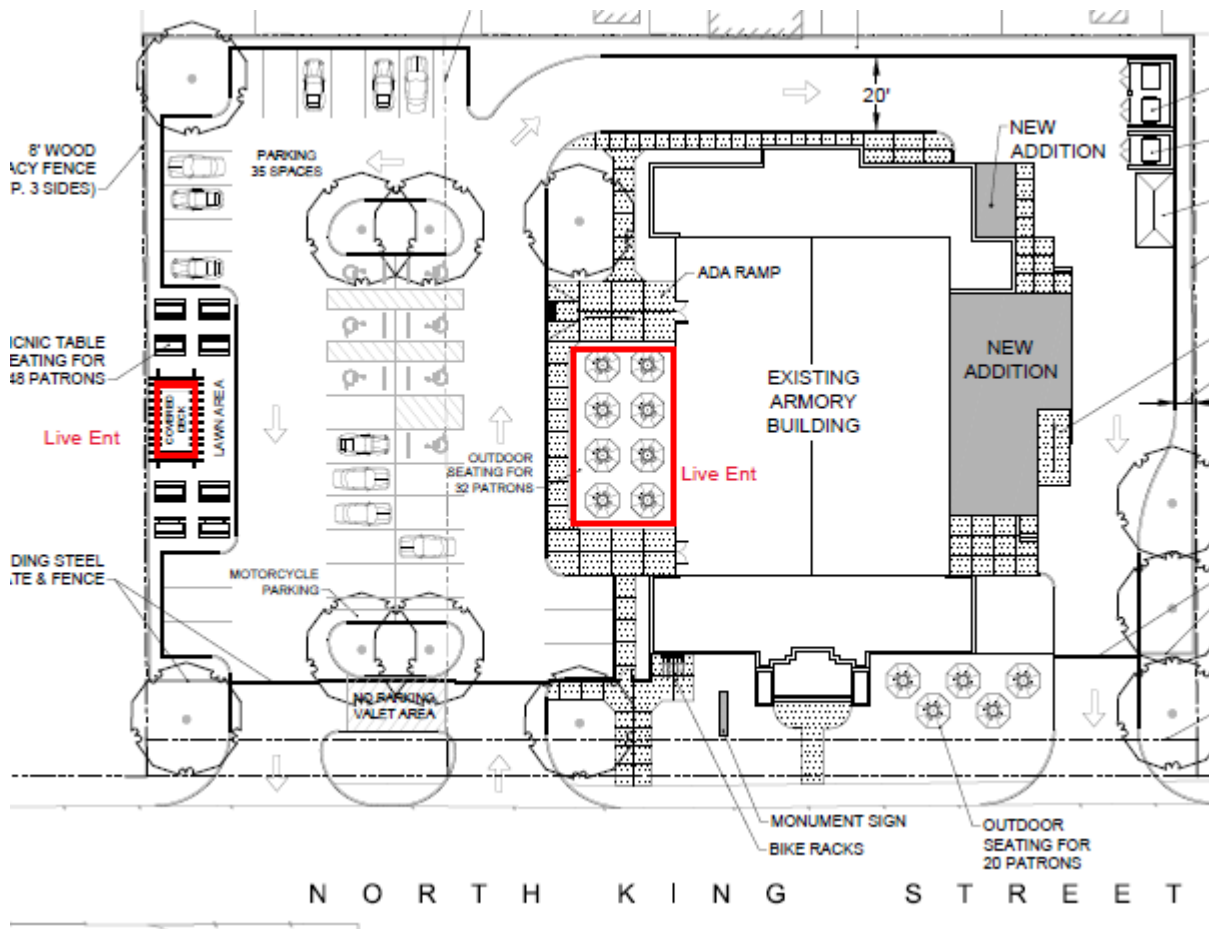 20'
NEW
ADDITION
8' WOOD
ACY FENCE
P. 3 SIDES)
PARKING
35 SPACES
ADA RAMP
ICNIC TABLE
EATING FOR
48 PATRONS
COVERED
DECK
LAWN AREA
Live Ent
EXISTING
ARMORY
BUILDING
NEW
ADDITION
OUTDOOR
SEATING FOR
32 PATRONS
Live Ent
DING STEEL
ATE & FENCE
MOTORCYCLE
PARKING
NO PARKING
VALET AREA
MONUMENT SIGN
BIKE RACKS
OUTDOOR
SEATING FOR
20 PATRONS
NORTH KING STREET